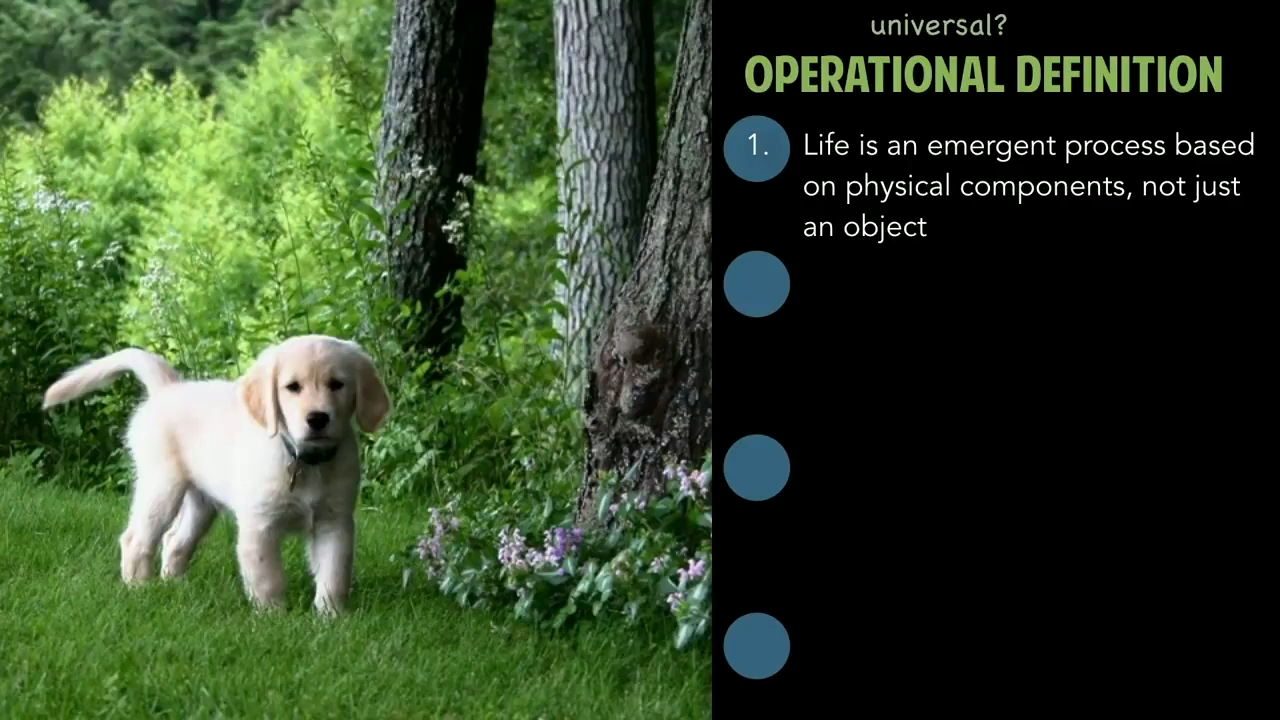 universal?
OPERATIONAL DEFINITION
1. Life is an emergent process based
on physical components, not just
an object